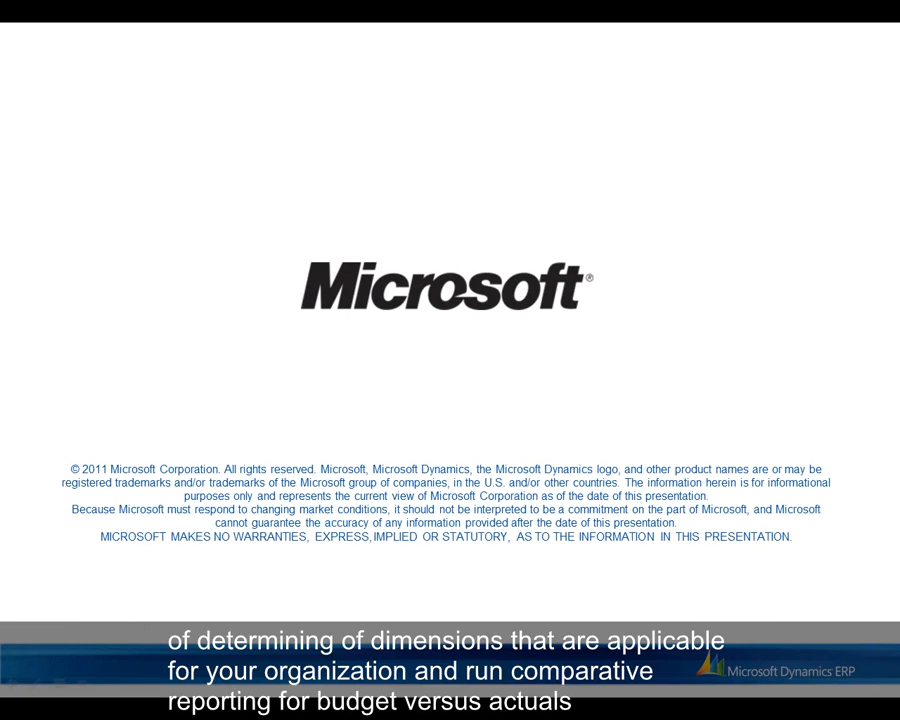 Microsoft®
© 2011 Microsoft Corporation. All rights reserved. Microsoft, Microsoft Dynamics, the Microsoft Dynamics logo, and other product names are or may be
registered trademarks and/or trademarks of the Microsoft group of companies, in the U.S. and/or other countries. The information herein is for informational
purposes only and represents the current view of Microsoft Corporation as of the date of this presentation.
Because Microsoft must respond to changing market conditions, it should not be interpreted to be a commitment on the part of Microsoft, and Microsoft
cannot guarantee the accuracy of any information provided after the date of this presentation.
MICROSOFT MAKES NO WARRANTIES, EXPRESS, IMPLIED OR STATUTORY, AS TO THE INFORMATION IN THIS PRESENTATION.
of determining of dimensions that are applicable
for your organization and run comparative
reporting for budget versus actuals
Microsoft Dynamics ERP